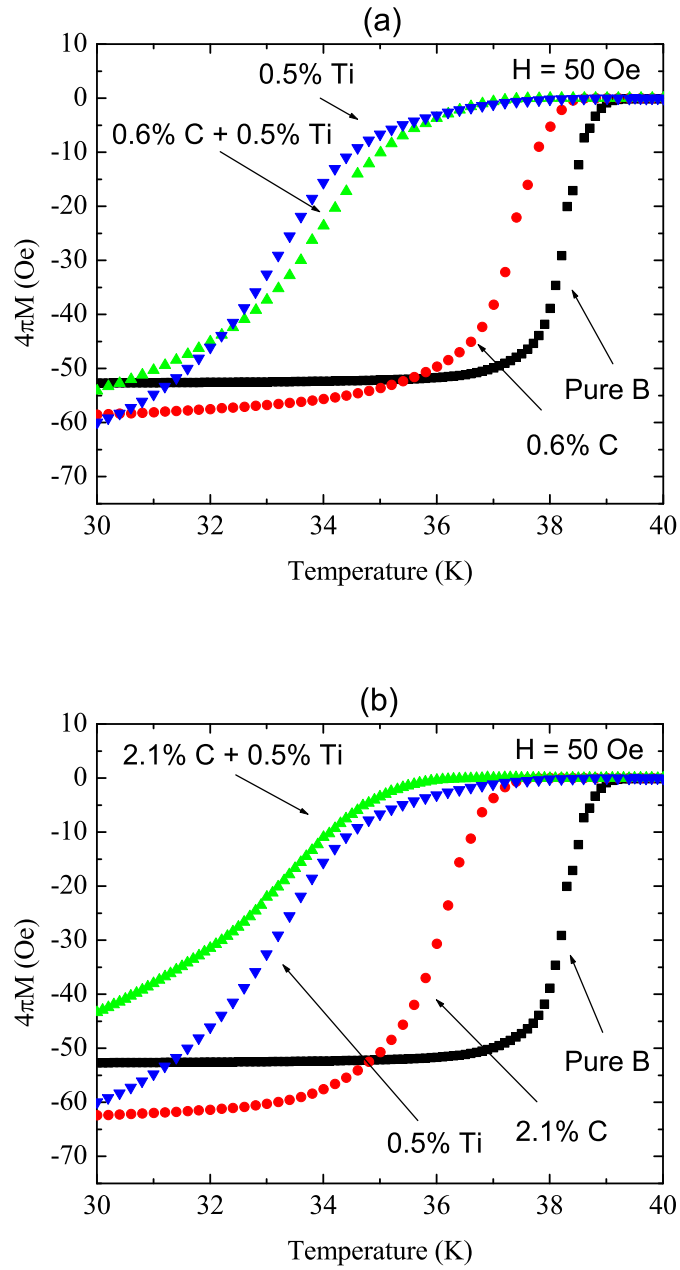 (a)
10
H = 50 Oe
0.5% Ti
0
0.6% C + 0.5% Ti
-10
-20
-30
4πM (Oe)
-40
-50
Pure B
-60
0.6% C
-70
30 32 34 36 38 40
Temperature (K)
(b)
10
2.1% C + 0.5% Ti
H = 50 Oe
0
-10
-20
-30
4πM (Oe)
-40
-50
Pure B
-60
0.5% Ti
2.1% C
-70
30 32 34 36 38 40
Temperature (K)